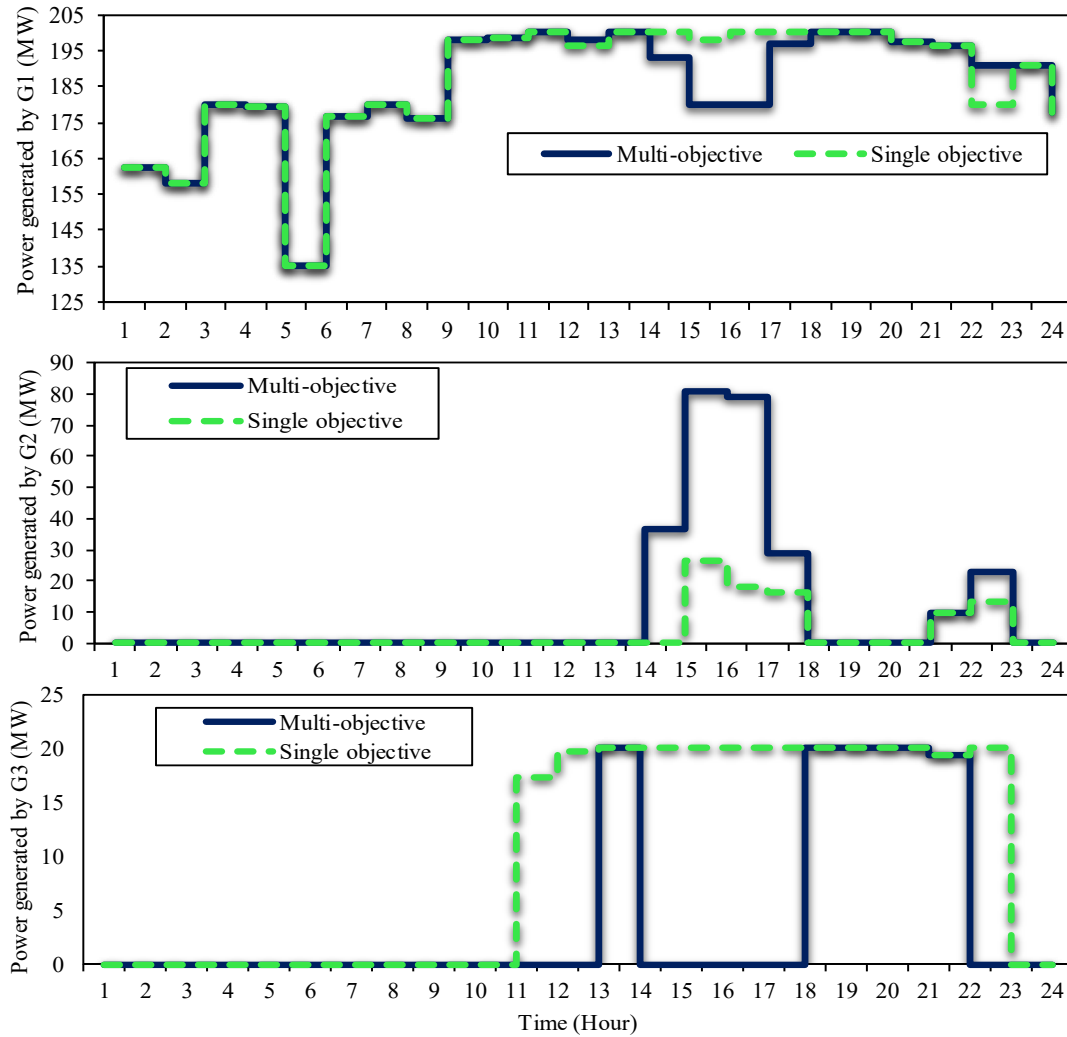 Power generated by G1 (MW)
205
195
185
175
165
155
145
135
125
Multi-objective
Single objective
1 2 3 4 5 6 7 8 9 10 11 12 13 14 15 16 17 18 19 20 21 22 23 24
Power generated by G2 (MW)
90
80
70
60
50
40
30
20
10
0
Multi-objective
Single objective
1 2 3 4 5 6 7 8 9 10 11 12 13 14 15 16 17 18 19 20 21 22 23 24
Power generated by G3 (MW)
25
20
15
10
5
0
Multi-objective
Single objective
1 2 3 4 5 6 7 8 9 10 11 12 13 14 15 16 17 18 19 20 21 22 23 24
Time (Hour)